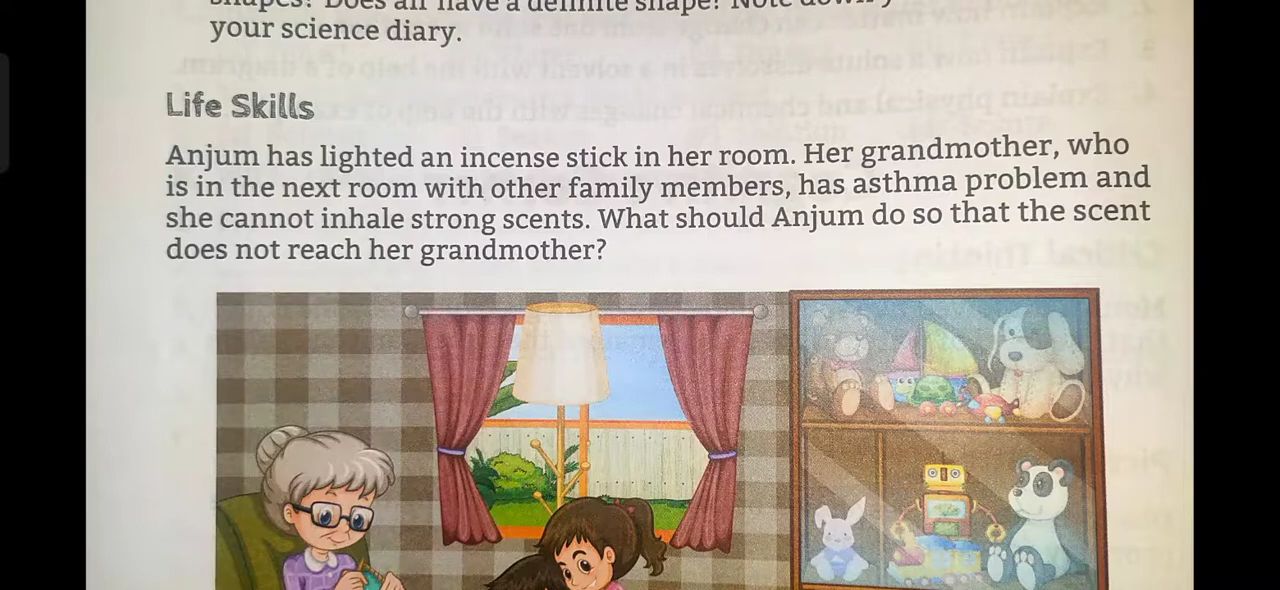 your science diary.
Life Skills
Anjum has lighted an incense stick in her room. Her grandmother, who
is in the next room with other family members, has asthma problem and
she cannot inhale strong scents. What should Anjum do so that the scent
does not reach her grandmother?